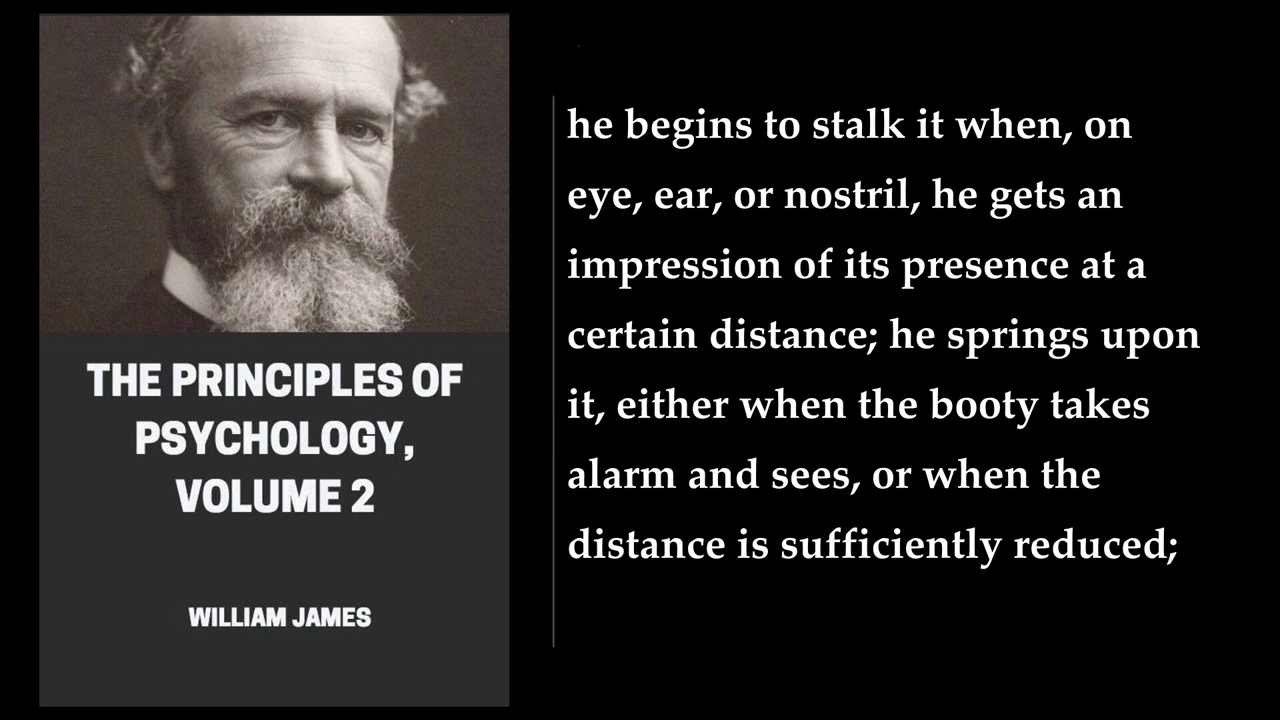 THE PRINCIPLES OF
PSYCHOLOGY,
VOLUME 2
WILLIAM JAMES
he begins to stalk it when, on
eye, ear, or nostril, he gets an
impression of its presence at a
certain distance; he springs upon
it, either when the booty takes
alarm and sees, or when the
distance is sufficiently reduced;